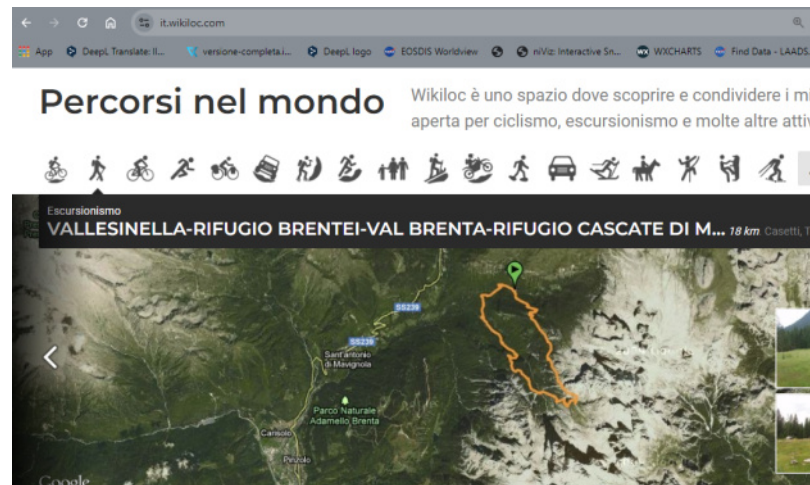 it.wikiloc.com
App DeepL Translate: Il... versione-completa.i... DeepL logo EOSDIS Worldview niViz: Interactive Sn... WXCHARTS Find Data - LAADS
Percorsi nel mondo
Wikiloc è uno spazio dove scoprire e condividere i mi
aperta per ciclismo, escursionismo e molte altre attiv
Escursionismo
VALLESINELLA-RIFUGIO BRENTEI-VAL BRENTA-RIFUGIO CASCATE DI M... 18 km Casetti, T
SS239
SS239
Sant'antonio
di Mavignola
Parco Naturale
Adamello Brenta
Carisolo
Pinzolo
Google